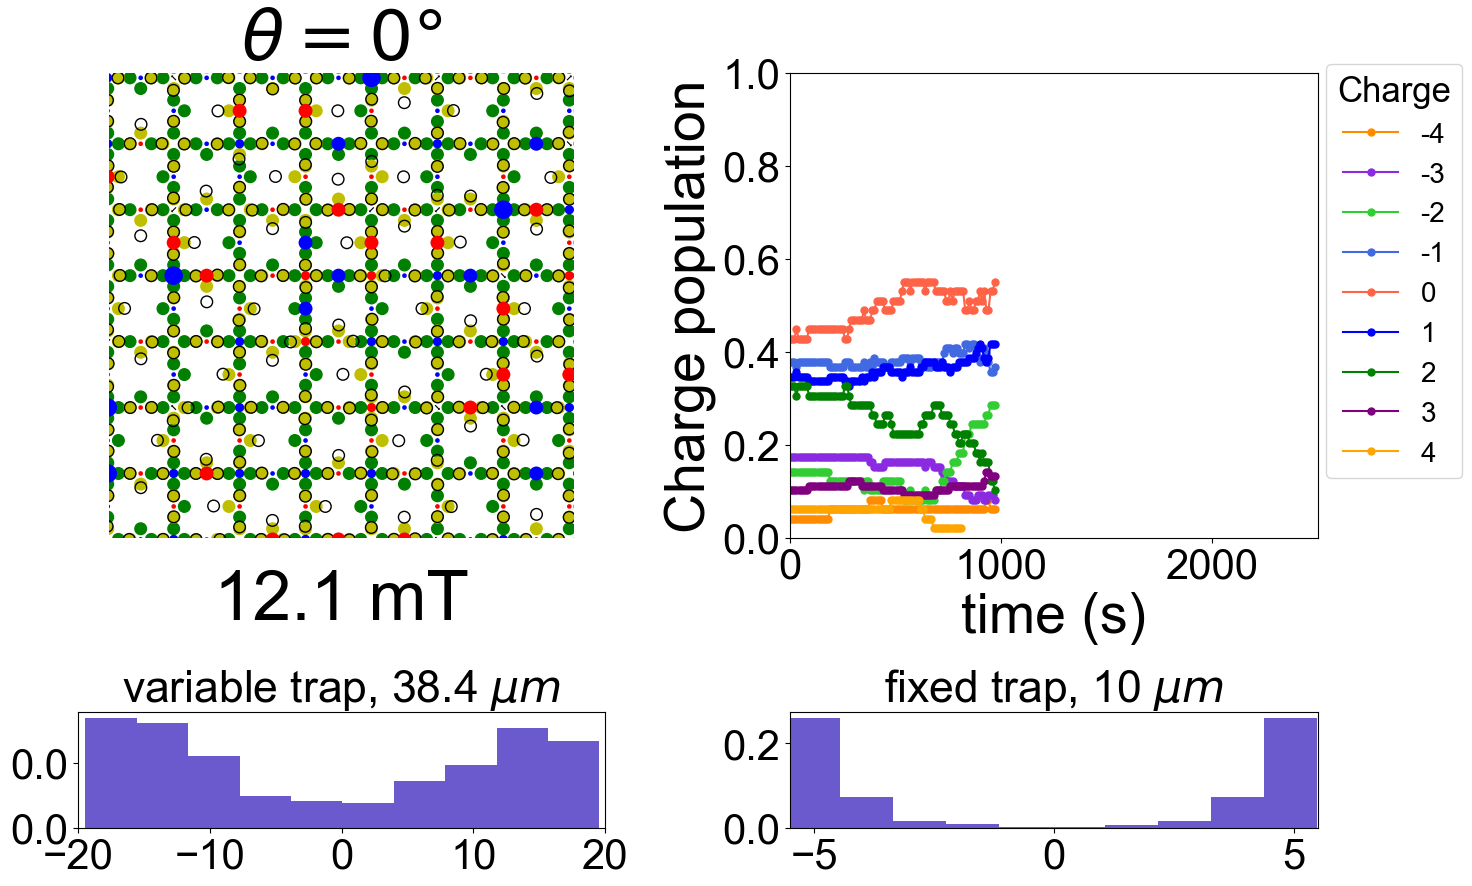 θ = 0°
12.1 mT
Charge population
1.0
0.8
0.6
0.4
0.2
0.0
0 1000 2000
time (s)
Charge
-4
-3
-2
-1
0
1
2
3
4
variable trap, 38.4 μm
0.0
0.0
−20 −10 0 10 20
fixed trap, 10 μm
0.2
0.0
−5 0 5